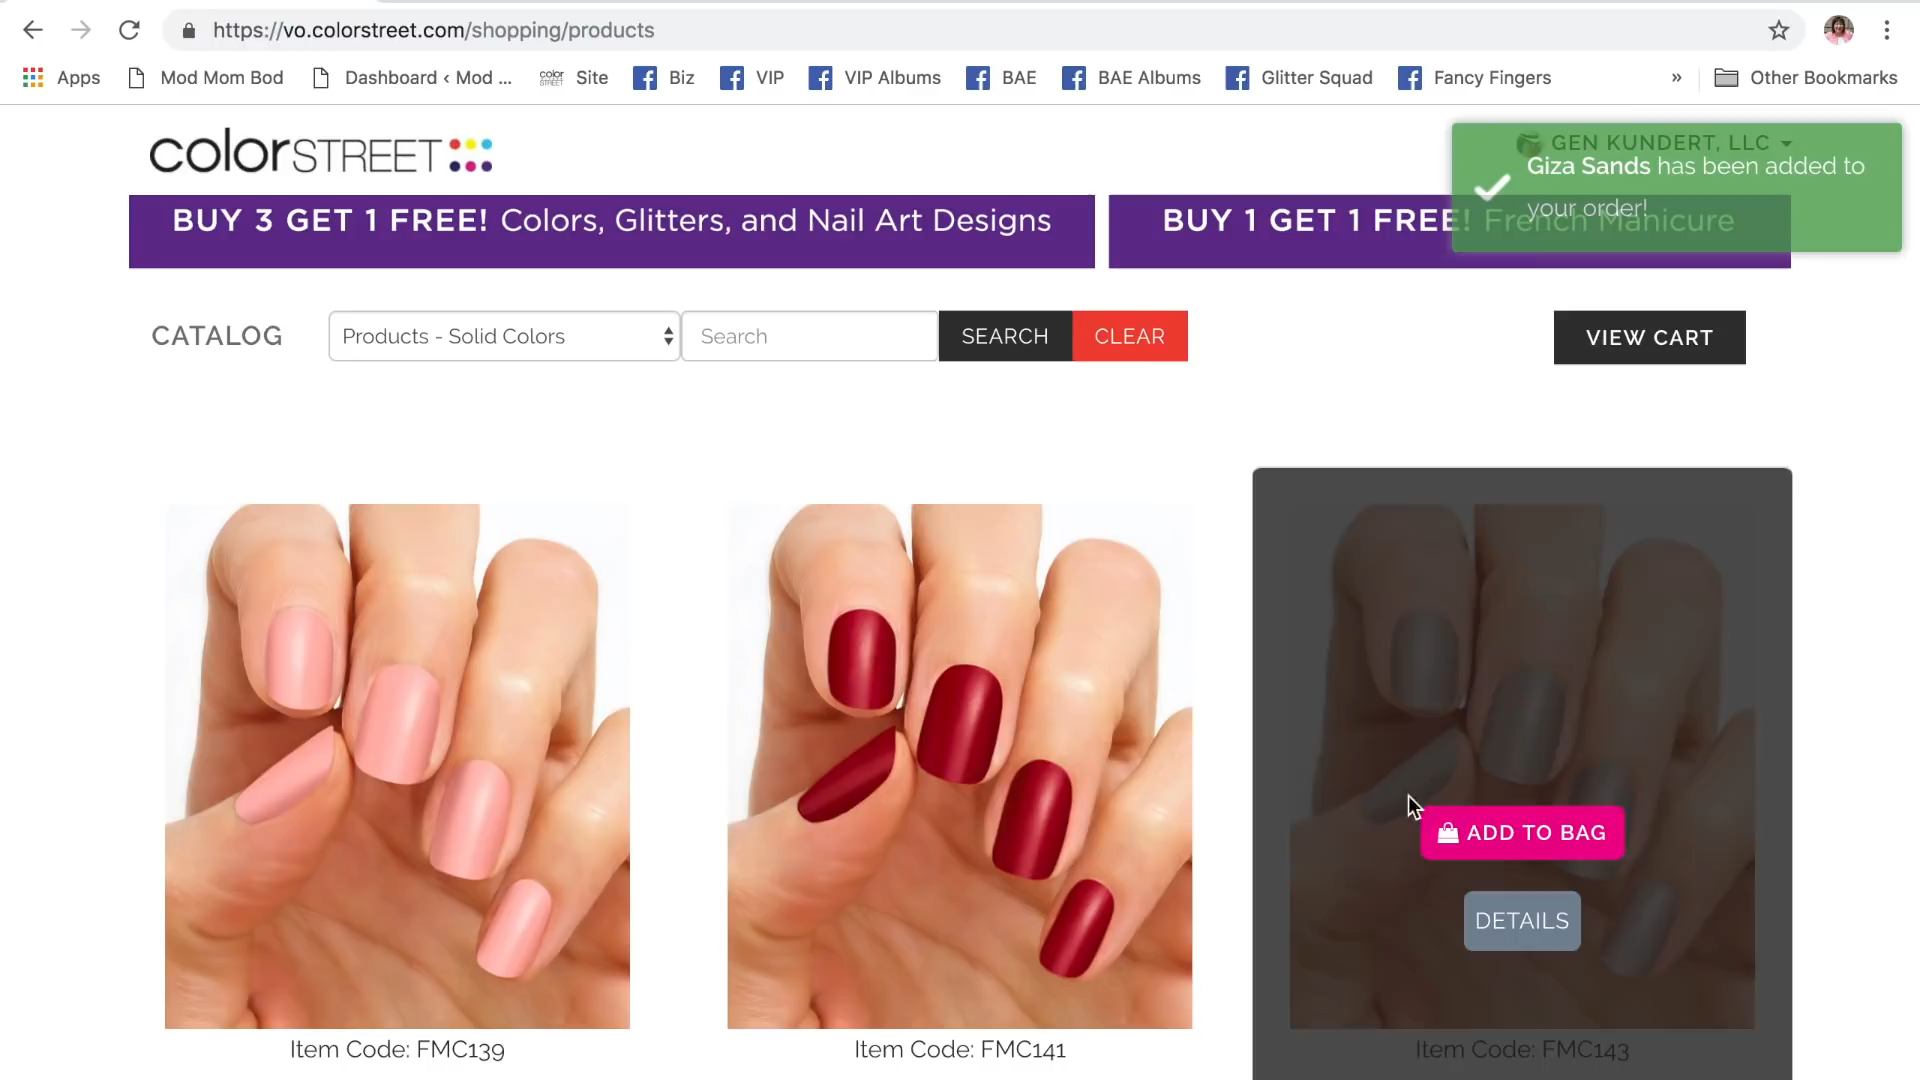 https://vo.colorstreet.com/shopping/products
Apps Mod Mom Bod Dashboard ‹ Mod ... color STREET Site Biz VIP VIP Albums BAE BAE Albums Glitter Squad Fancy Fingers » Other Bookmarks
colorSTREET
GEN KUNDERT, LLC
Giza Sands has been added to
your order!
BUY 3 GET 1 FREE! Colors, Glitters, and Nail Art Designs
BUY 1 GET 1 FREE! French Manicure
CATALOG Products - Solid Colors Search SEARCH CLEAR VIEW CART
ADD TO BAG
DETAILS
Item Code: FMC139
Item Code: FMC141
Item Code: FMC143